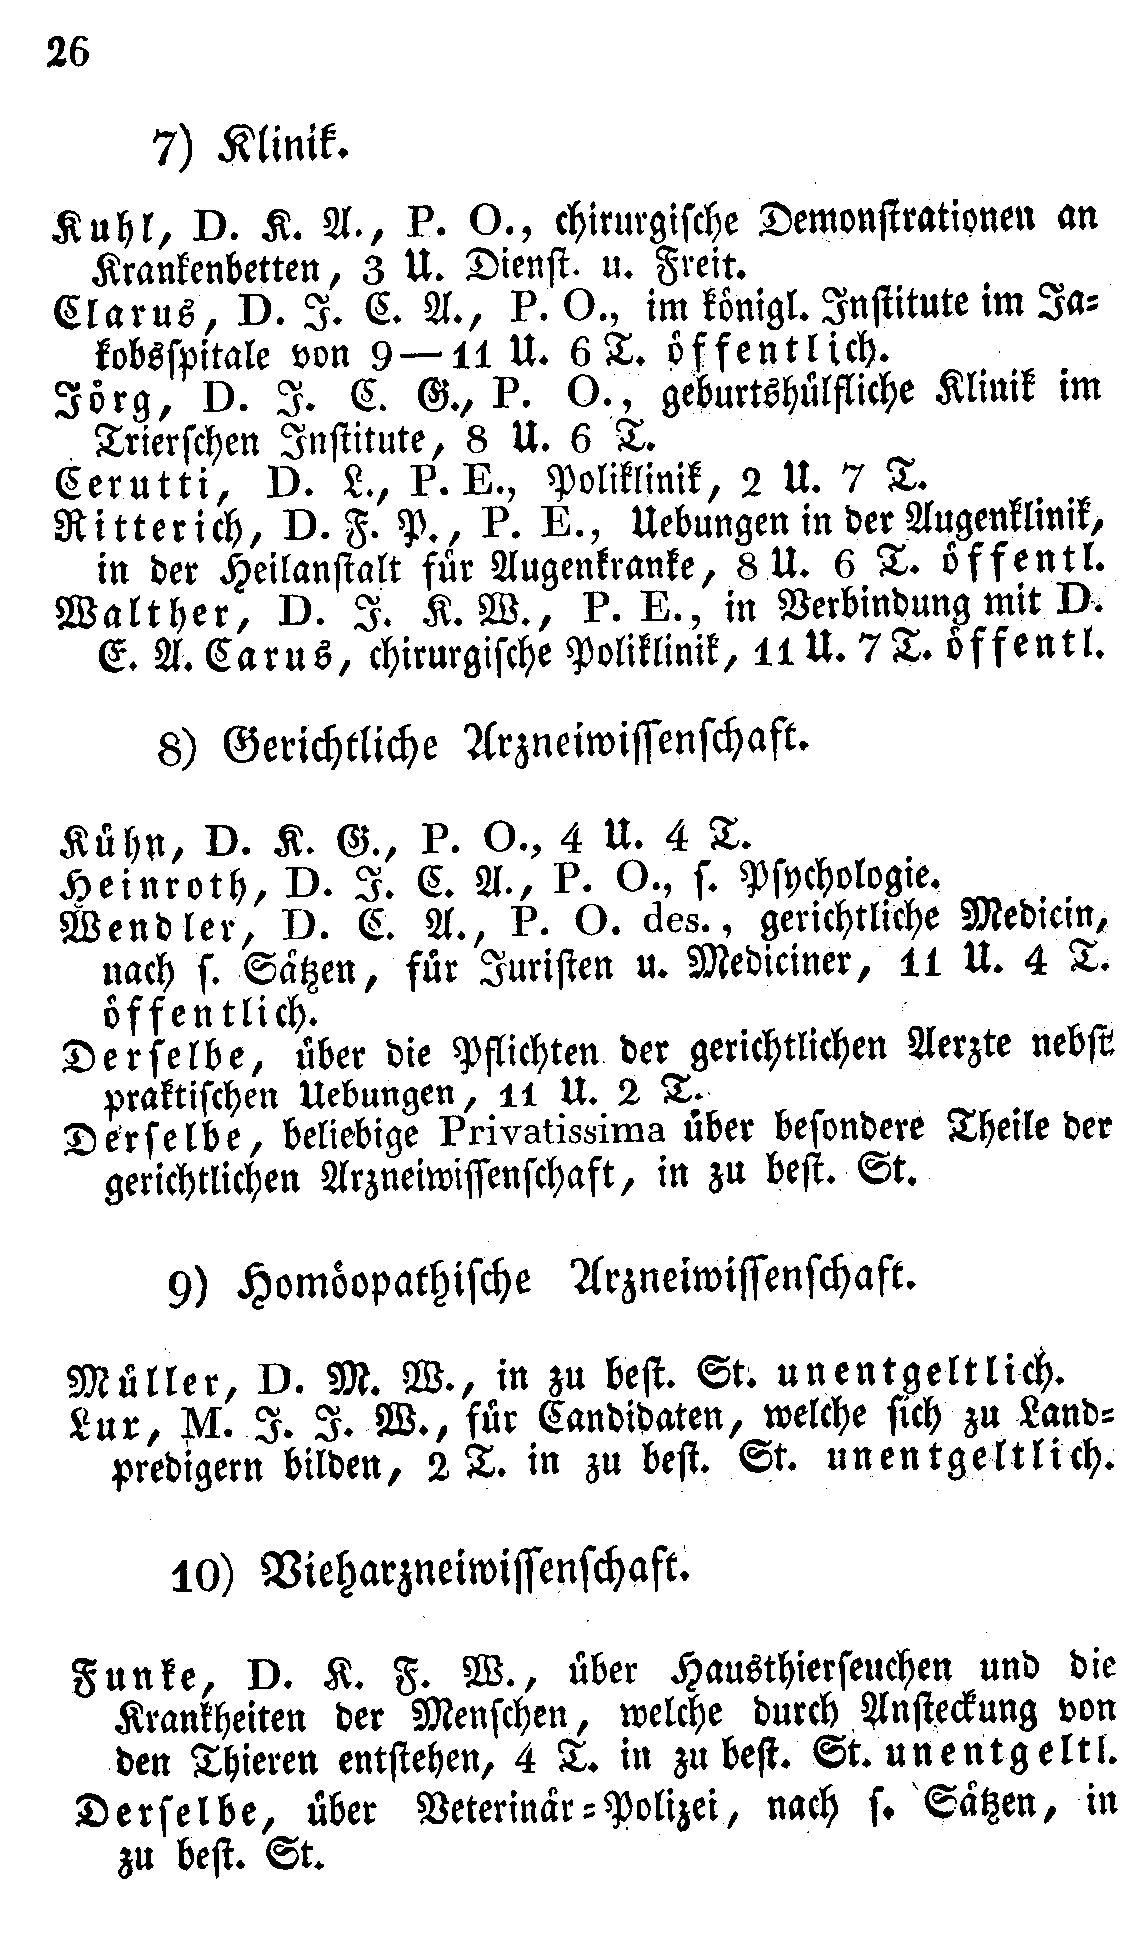 26
7) Klinik.
Kuhl, D. K. A., P. O., chirurgische Demonstrationen an
Krankenbetten, 3 U. Dienst. u. Freit.
Clarus, D. J. C. A., P. O., im königl. Institute im Ja=
kobsspitale von 9—11 U. 6 T. öffentlich.
Jörg, D. J. C. G., P. O., geburtshülfliche Klinik im
Trierschen Institute, 8 U. 6 T.
Cerutti, D. L., P. E., Poliklinik, 2 U. 7 T.
Ritterich, D. F. P., P. E., Uebungen in der Augenklinik,
in der Heilanstalt für Augenkranke, 8 U. 6 T. öffentl.
Walther, D. J. K. W., P. E., in Verbindung mit D.
E. A. Carus, chirurgische Poliklinik, 11 U. 7 T. öffentl.
8) Gerichtliche Arzneiwissenschaft.
Kühn, D. K. G., P. O., 4 U. 4 T.
Heinroth, D. J. C. A., P. O., s. Psychologie.
Wendler, D. C. A., P. O. des., gerichtliche Medicin,
nach s. Sätzen, für Juristen u. Mediciner, 11 U. 4 T.
öffentlich.
Derselbe, über die Pflichten der gerichtlichen Aerzte nebst
praktischen Uebungen, 11 U. 2 T.
Derselbe, beliebige Privatissima über besondere Theile der
gerichtlichen Arzneiwissenschaft, in zu best. St.
9) Homöopathische Arzneiwissenschaft.
Müller, D. M. W., in zu best. St. unentgeltlich.
Lux, M. J. J. W., für Candidaten, welche sich zu Land=
predigern bilden, 2 T. in zu best. St. unentgeltlich.
10) Vieharzneiwissenschaft.
Funke, D. K. F. W., über Hausthierseuchen und die
Krankheiten der Menschen, welche durch Ansteckung von
den Thieren entstehen, 4 T. in zu best. St. unentgeltl.
Derselbe, über Veterinär=Polizei, nach s. Sätzen, in
zu best. St.